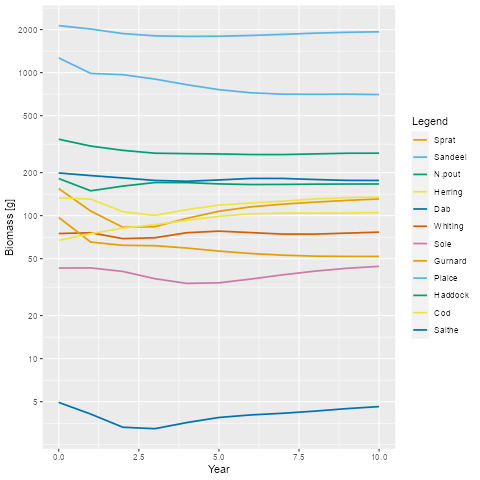 2000
1000
500
200
100
50
20
10
5
Biomass [g]
0.0 2.5 5.0 7.5 10.0
Year
Legend
Sprat
Sandeel
N.pout
Herring
Dab
Whiting
Sole
Gurnard
Plaice
Haddock
Cod
Saithe